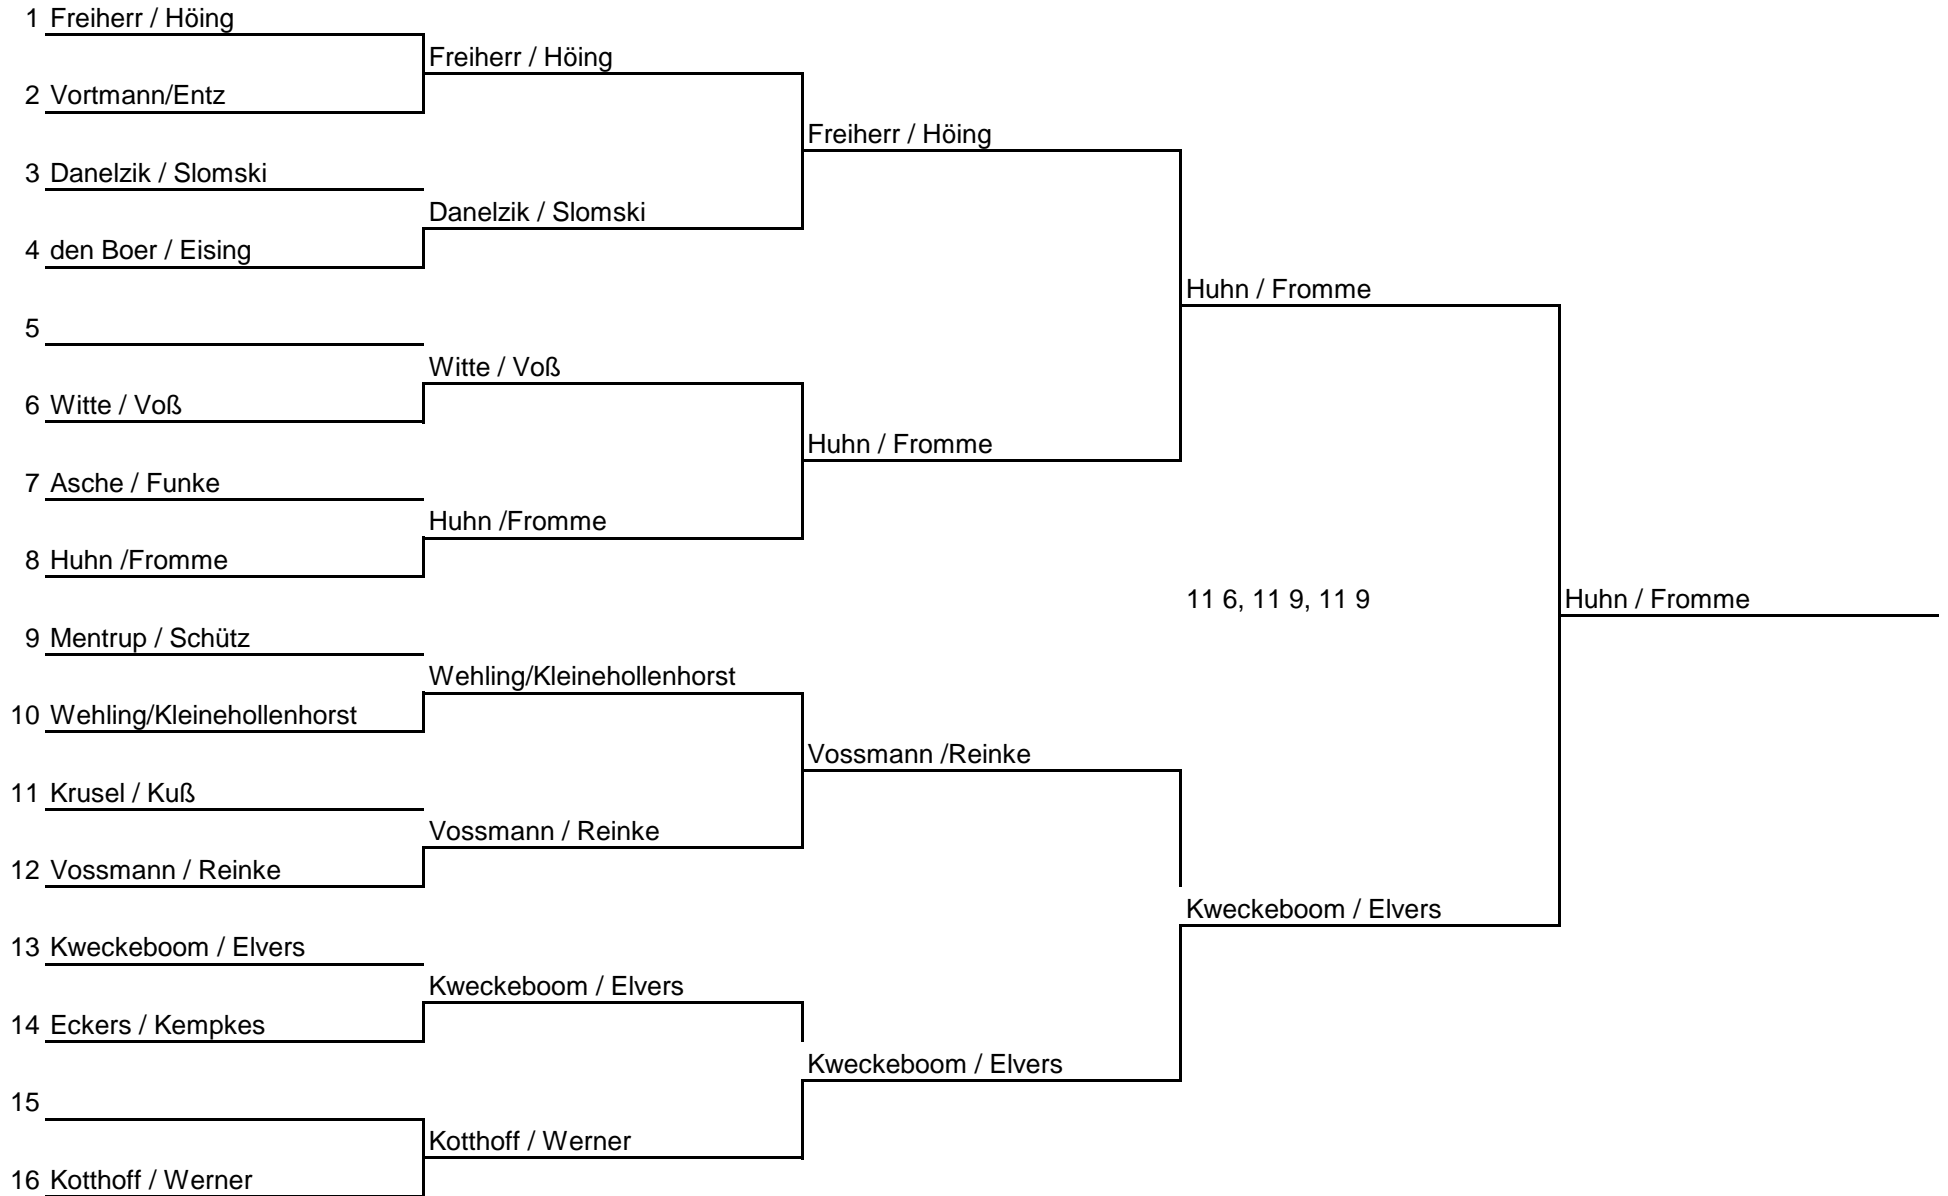 1 Freiherr / Höing
Freiherr / Höing
2 Vortmann/Entz
Freiherr / Höing
3 Danelzik / Slomski
Danelzik / Slomski
4 den Boer / Eising
Huhn / Fromme
5
Witte / Voß
6 Witte / Voß
Huhn / Fromme
7 Asche / Funke
Huhn /Fromme
8 Huhn /Fromme
11 6, 11 9, 11 9
Huhn / Fromme
9 Mentrup / Schütz
Wehling/Kleinehollenhorst
10 Wehling/Kleinehollenhorst
Vossmann /Reinke
11 Krusel / Kuß
Vossmann / Reinke
12 Vossmann / Reinke
Kweckeboom / Elvers
13 Kweckeboom / Elvers
Kweckeboom / Elvers
14 Eckers / Kempkes
Kweckeboom / Elvers
15
Kotthoff / Werner
16 Kotthoff / Werner